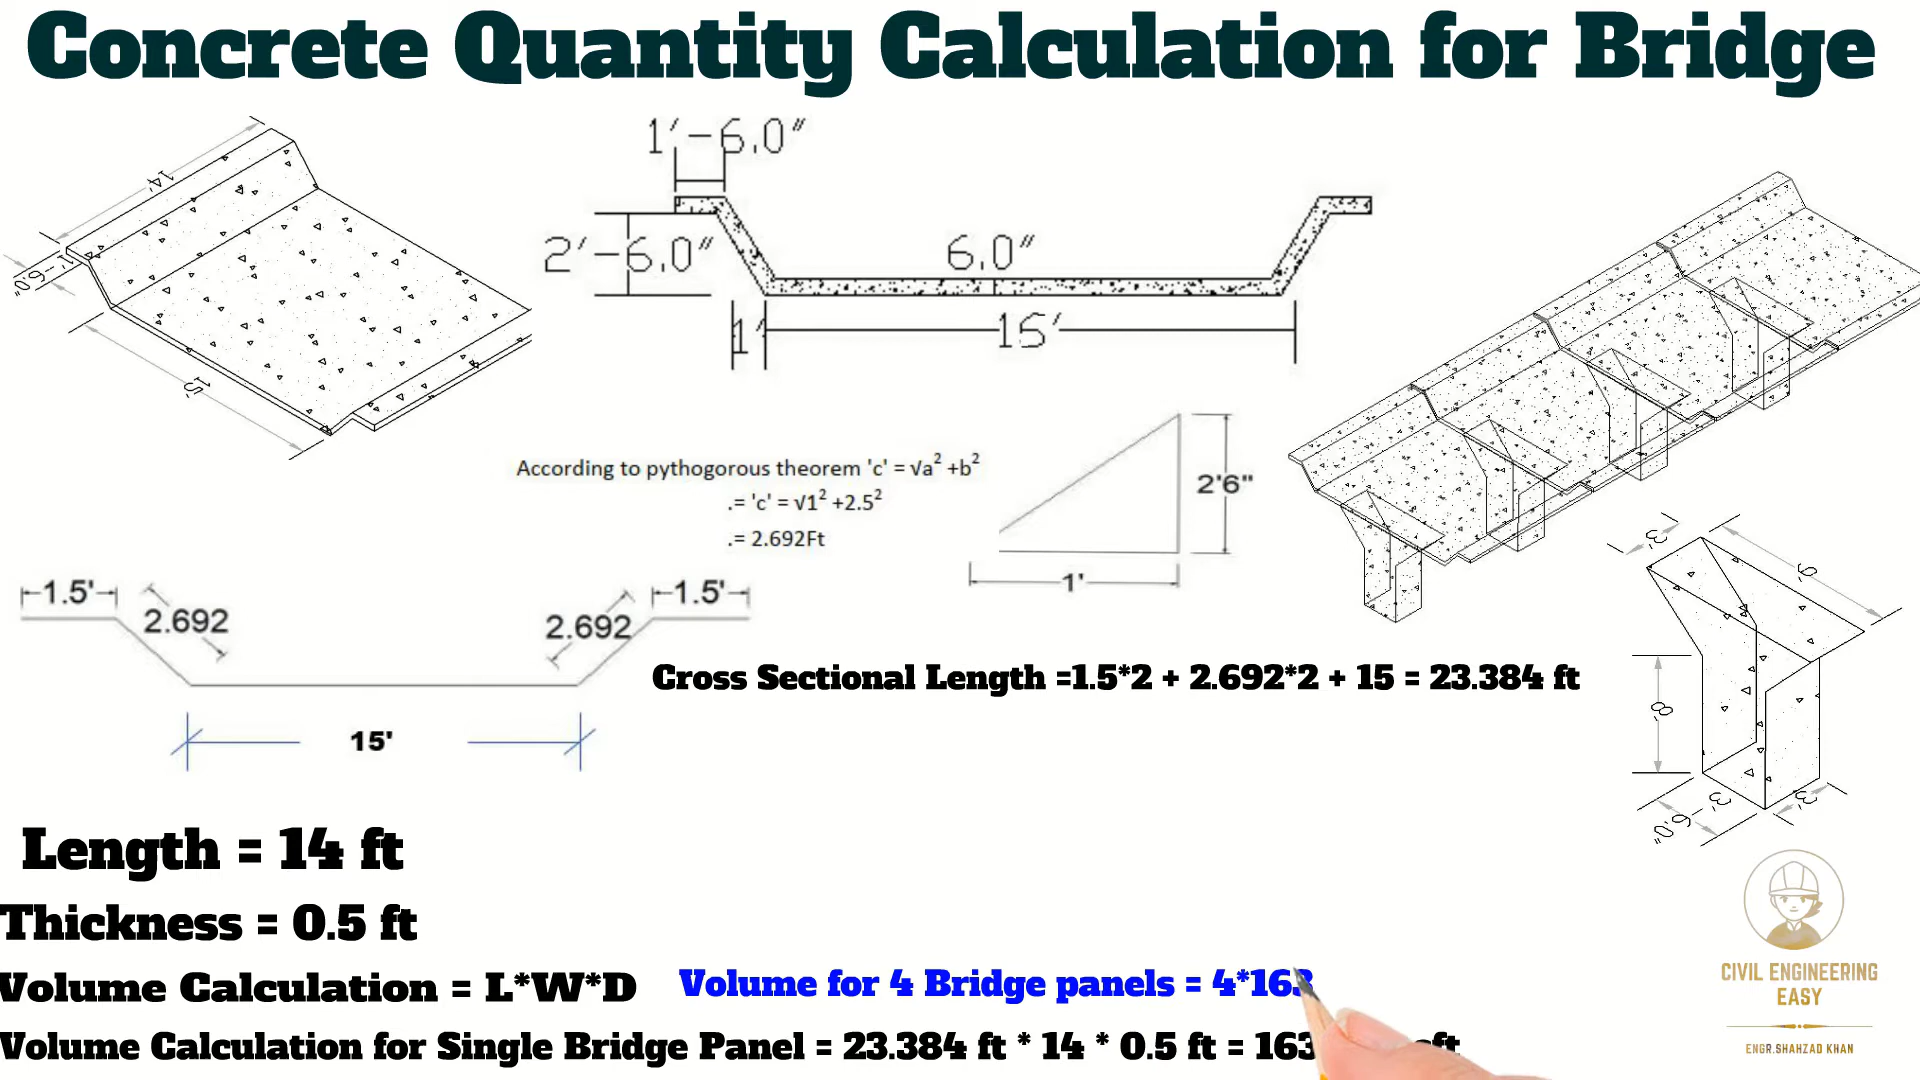 Concrete Quantity Calculation for Bridge
1'-6.0"
14'
1'-6.0"
2'-6.0"
6.0"
1'
15'
15'
According to pythogorous theorem 'c' = √a² +b²
.= 'c' = √1² +2.5²
.= 2.692Ft
2'6"
1'
3'
9'
1.5'
2.692
2.692
1.5'
Cross Sectional Length =1.5*2 + 2.692*2 + 15 = 23.384 ft
8'
15'
3'-6.0"
3'
Length = 14 ft
Thickness = 0.5 ft
Volume Calculation = L*W*D
Volume for 4 Bridge panels = 4*163
Volume Calculation for Single Bridge Panel = 23.384 ft * 14 * 0.5 ft = 163 cft
CIVIL ENGINEERING
EASY
ENGR.SHAHZAD KHAN